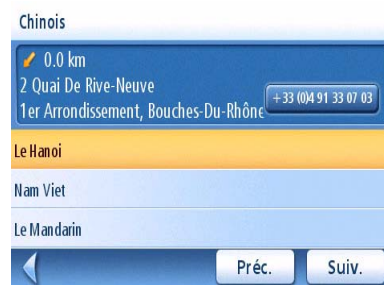 Chinois
0.0 km
2 Quai De Rive-Neuve
1er Arrondissement, Bouches-Du-Rhône
+33 (0)4 91 33 07 03
Le Hanoi
Nam Viet
Le Mandarin
Préc.
Suiv.